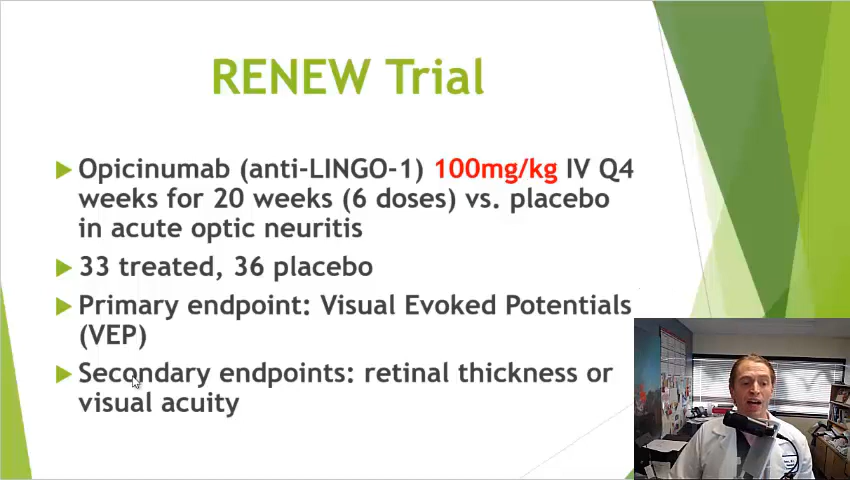 RENEW Trial
Opicinumab (anti-LINGO-1) 100mg/kg IV Q4
weeks for 20 weeks (6 doses) vs. placebo
in acute optic neuritis
33 treated, 36 placebo
Primary endpoint: Visual Evoked Potentials
(VEP)
Secondary endpoints: retinal thickness or
visual acuity